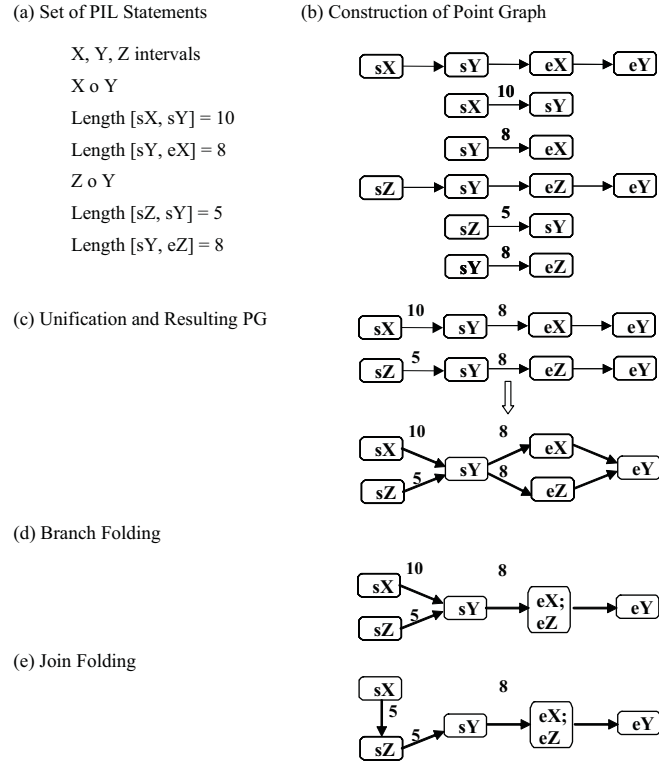 (a) Set of PIL Statements
X, Y, Z intervals
X o Y
Length [sX, sY] = 10
Length [sY, eX] = 8
Z o Y
Length [sZ, sY] = 5
Length [sY, eZ] = 8
(b) Construction of Point Graph
sX sY eX eY
10
sX sY
8
sY eX
sZ sY eZ eY
5
sZ sY
8
sY eZ
(c) Unification and Resulting PG
10 8
sX sY eX eY
5 8
sZ sY eZ eY
10 8
sX eX
sY eY
5 8
sZ eZ
(d) Branch Folding
10 8
sX
sY eX; eY
eZ
5
sZ
(e) Join Folding
sX 8
5
sY eX; eY
eZ
5
sZ